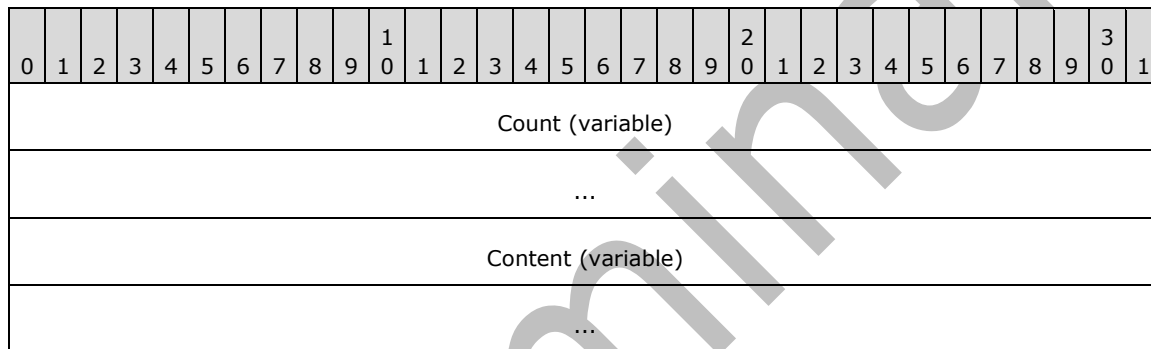 1 2 3
0 1 2 3 4 5 6 7 8 9 0 1 2 3 4 5 6 7 8 9 0 1 2 3 4 5 6 7 8 9 0 1
Count (variable)
...
Content (variable)
...